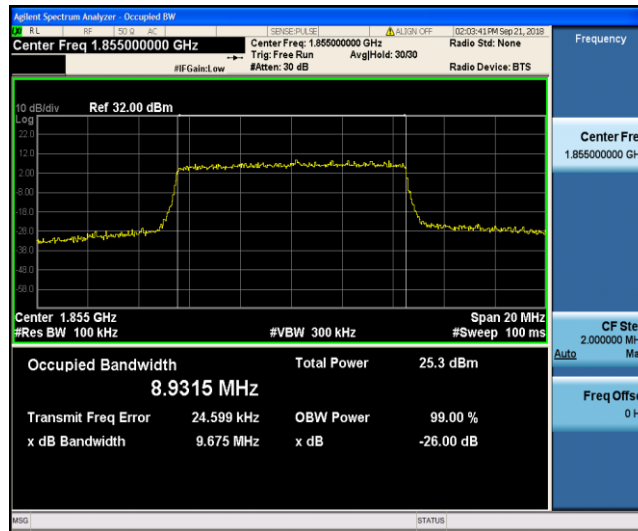 Agilent Spectrum Analyzer - Occupied BW
RL RF 50 Ω AC SENSE:PULSE ALIGN OFF 02:03:41 PM Sep 21, 2018
Center Freq 1.855000000 GHz Center Freq: 1.855000000 GHz Radio Std: None
Trig: Free Run Avg|Hold: 30/30
#IFGain:Low #Atten: 30 dB Radio Device: BTS
10 dB/div Ref 32.00 dBm
Log
22.0
12.0
2.00
-8.00
-18.0
-28.0
-38.0
-48.0
-58.0
Center 1.855 GHz Span 20 MHz
#Res BW 100 kHz #VBW 300 kHz #Sweep 100 ms
Occupied Bandwidth Total Power 25.3 dBm
8.9315 MHz
Transmit Freq Error 24.599 kHz OBW Power 99.00 %
x dB Bandwidth 9.675 MHz x dB -26.00 dB
MSG STATUS
Frequency
Center Fre
1.855000000 GH
CF Ste
2.000000 MH
Auto Ma
Freq Offse
0 H